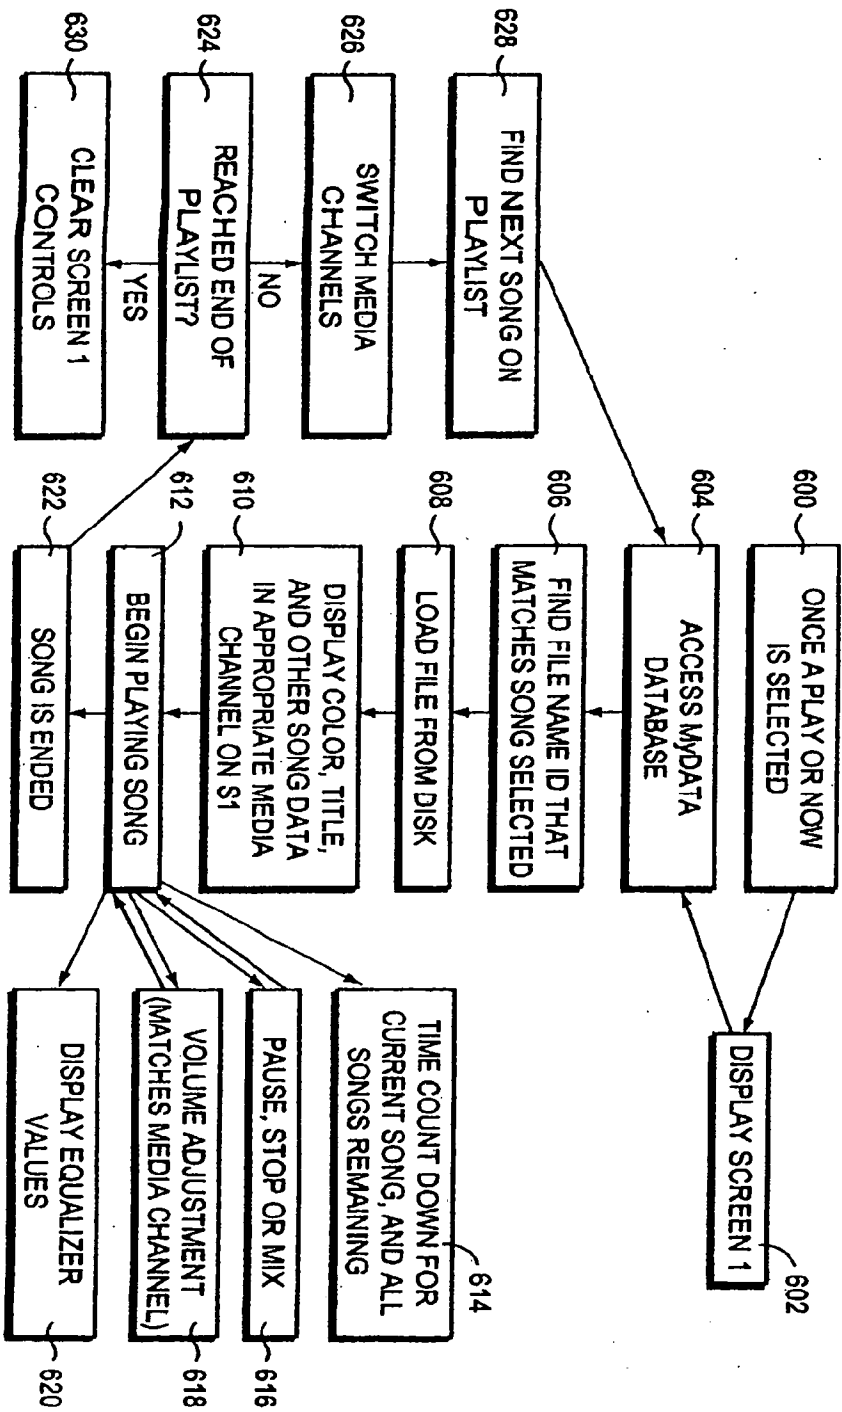 600
ONCE A PLAY OR NOW
IS SELECTED
DISPLAY SCREEN 1
602
604
ACCESS MyDATA
DATABASE
606
FIND FILE NAME ID THAT
MATCHES SONG SELECTED
608
LOAD FILE FROM DISK
610
DISPLAY COLOR, TITLE,
AND OTHER SONG DATA
IN APPROPRIATE MEDIA
CHANNEL ON S1
612
BEGIN PLAYING SONG
622
SONG IS ENDED
TIME COUNT DOWN FOR
CURRENT SONG, AND ALL
SONGS REMAINING
614
PAUSE, STOP OR MIX
616
VOLUME ADJUSTMENT
(MATCHES MEDIA CHANNEL)
618
DISPLAY EQUALIZER
VALUES
620
628
FIND NEXT SONG ON
PLAYLIST
626
SWITCH MEDIA
CHANNELS
NO
624
REACHED END OF
PLAYLIST?
YES
630
CLEAR SCREEN 1
CONTROLS